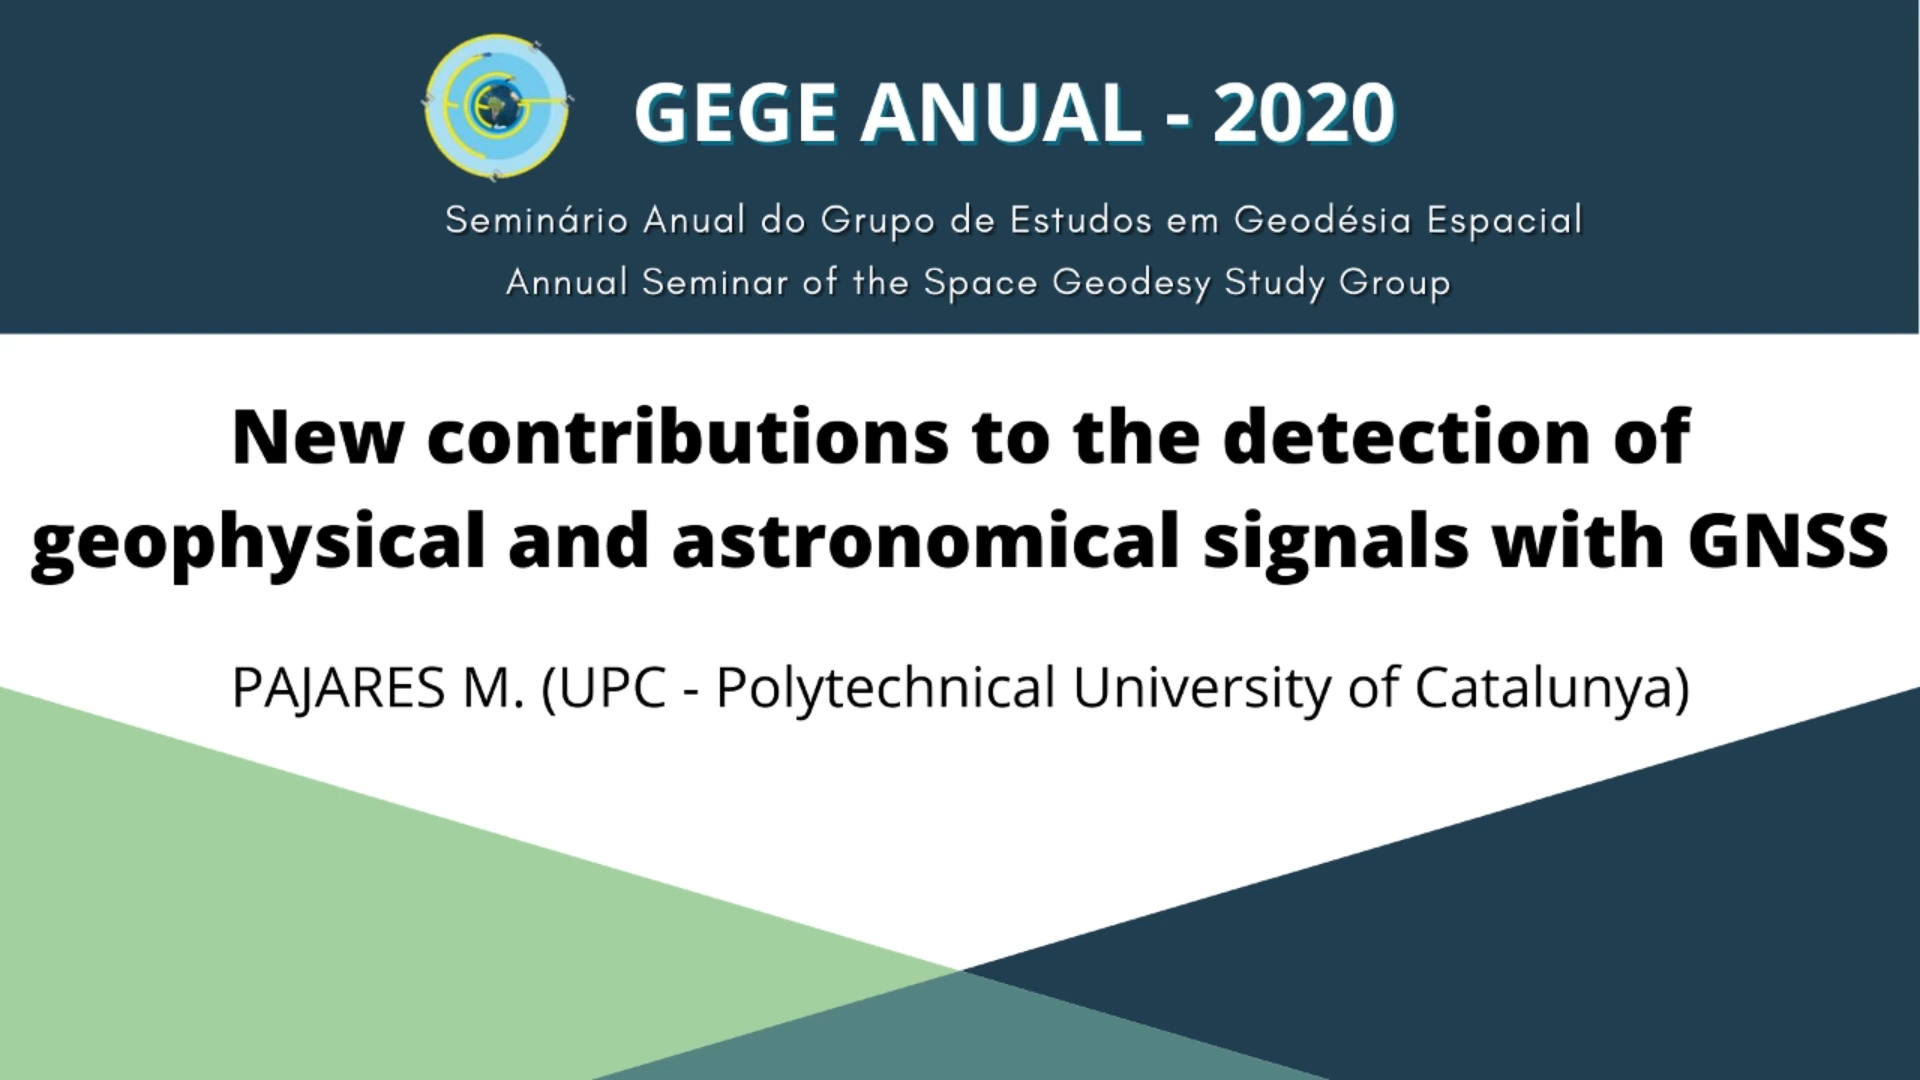 GEGE ANUAL - 2020
Seminário Anual do Grupo de Estudos em Geodésia Espacial
Annual Seminar of the Space Geodesy Study Group
New contributions to the detection of
geophysical and astronomical signals with GNSS
PAJARES M. (UPC - Polytechnical University of Catalunya)